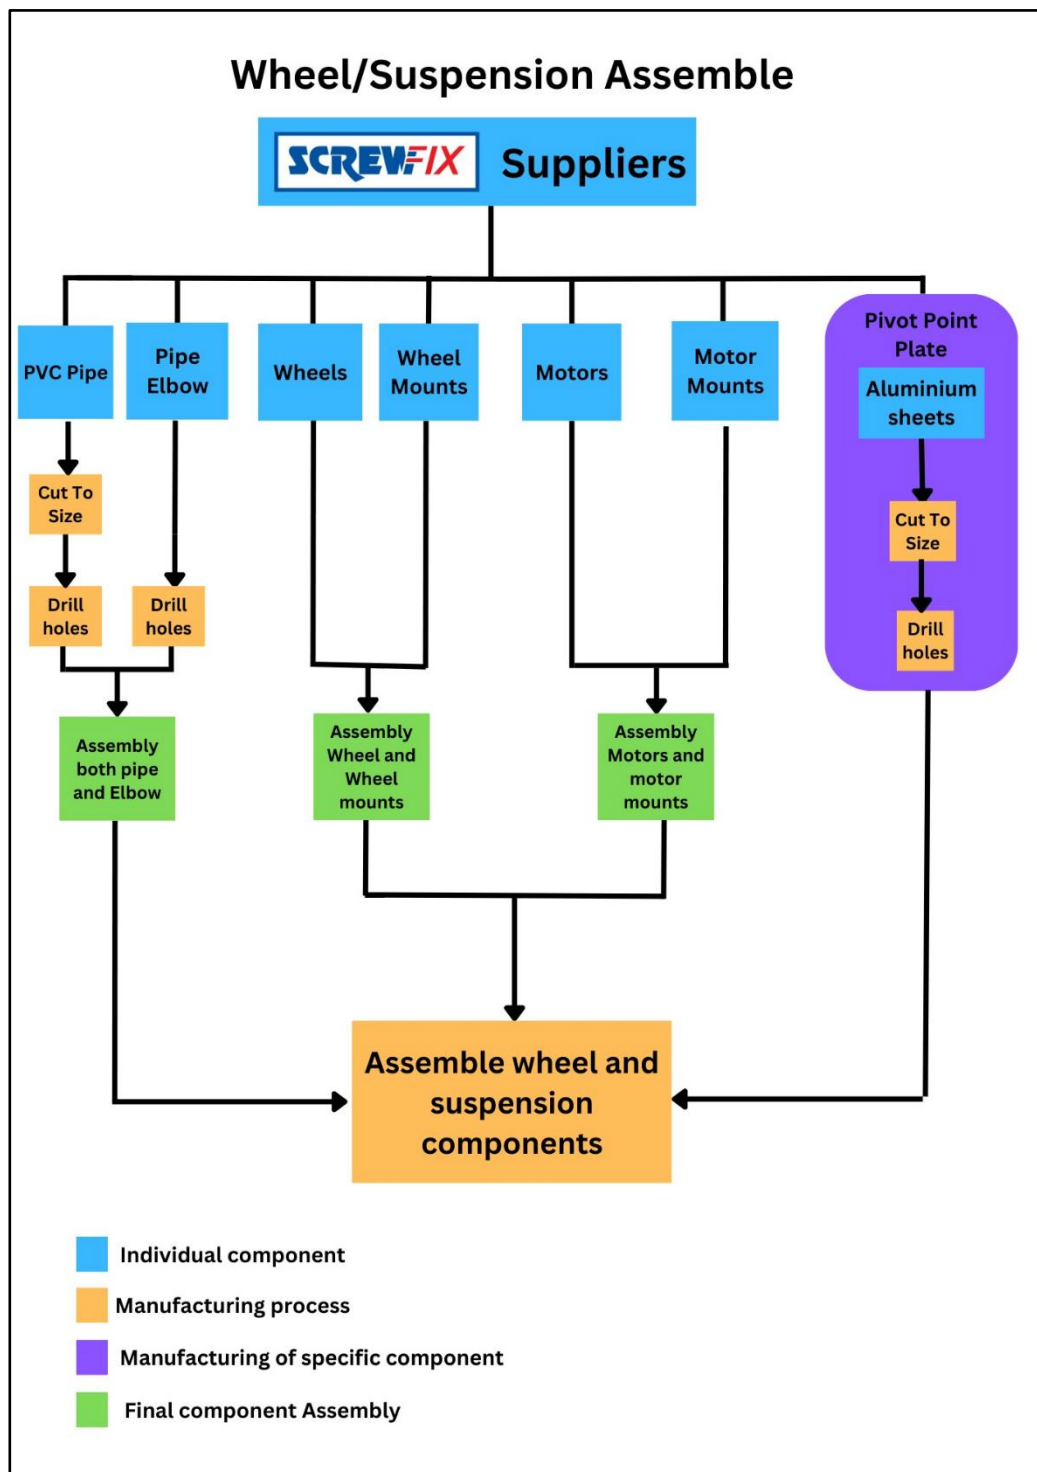 Wheel/Suspension Assemble
SCREWFIX Suppliers
PVC Pipe
Pipe
Elbow
Wheels
Wheel
Mounts
Motors
Motor
Mounts
Pivot Point
Plate
Aluminium
sheets
Cut To
Size
Cut To
Size
Drill
holes
Drill
holes
Drill
holes
Assembly
both pipe
and Elbow
Assembly
Wheel and
Wheel
mounts
Assembly
Motors and
motor
mounts
Assemble wheel and
suspension
components
Individual component
Manufacturing process
Manufacturing of specific component
Final component Assembly